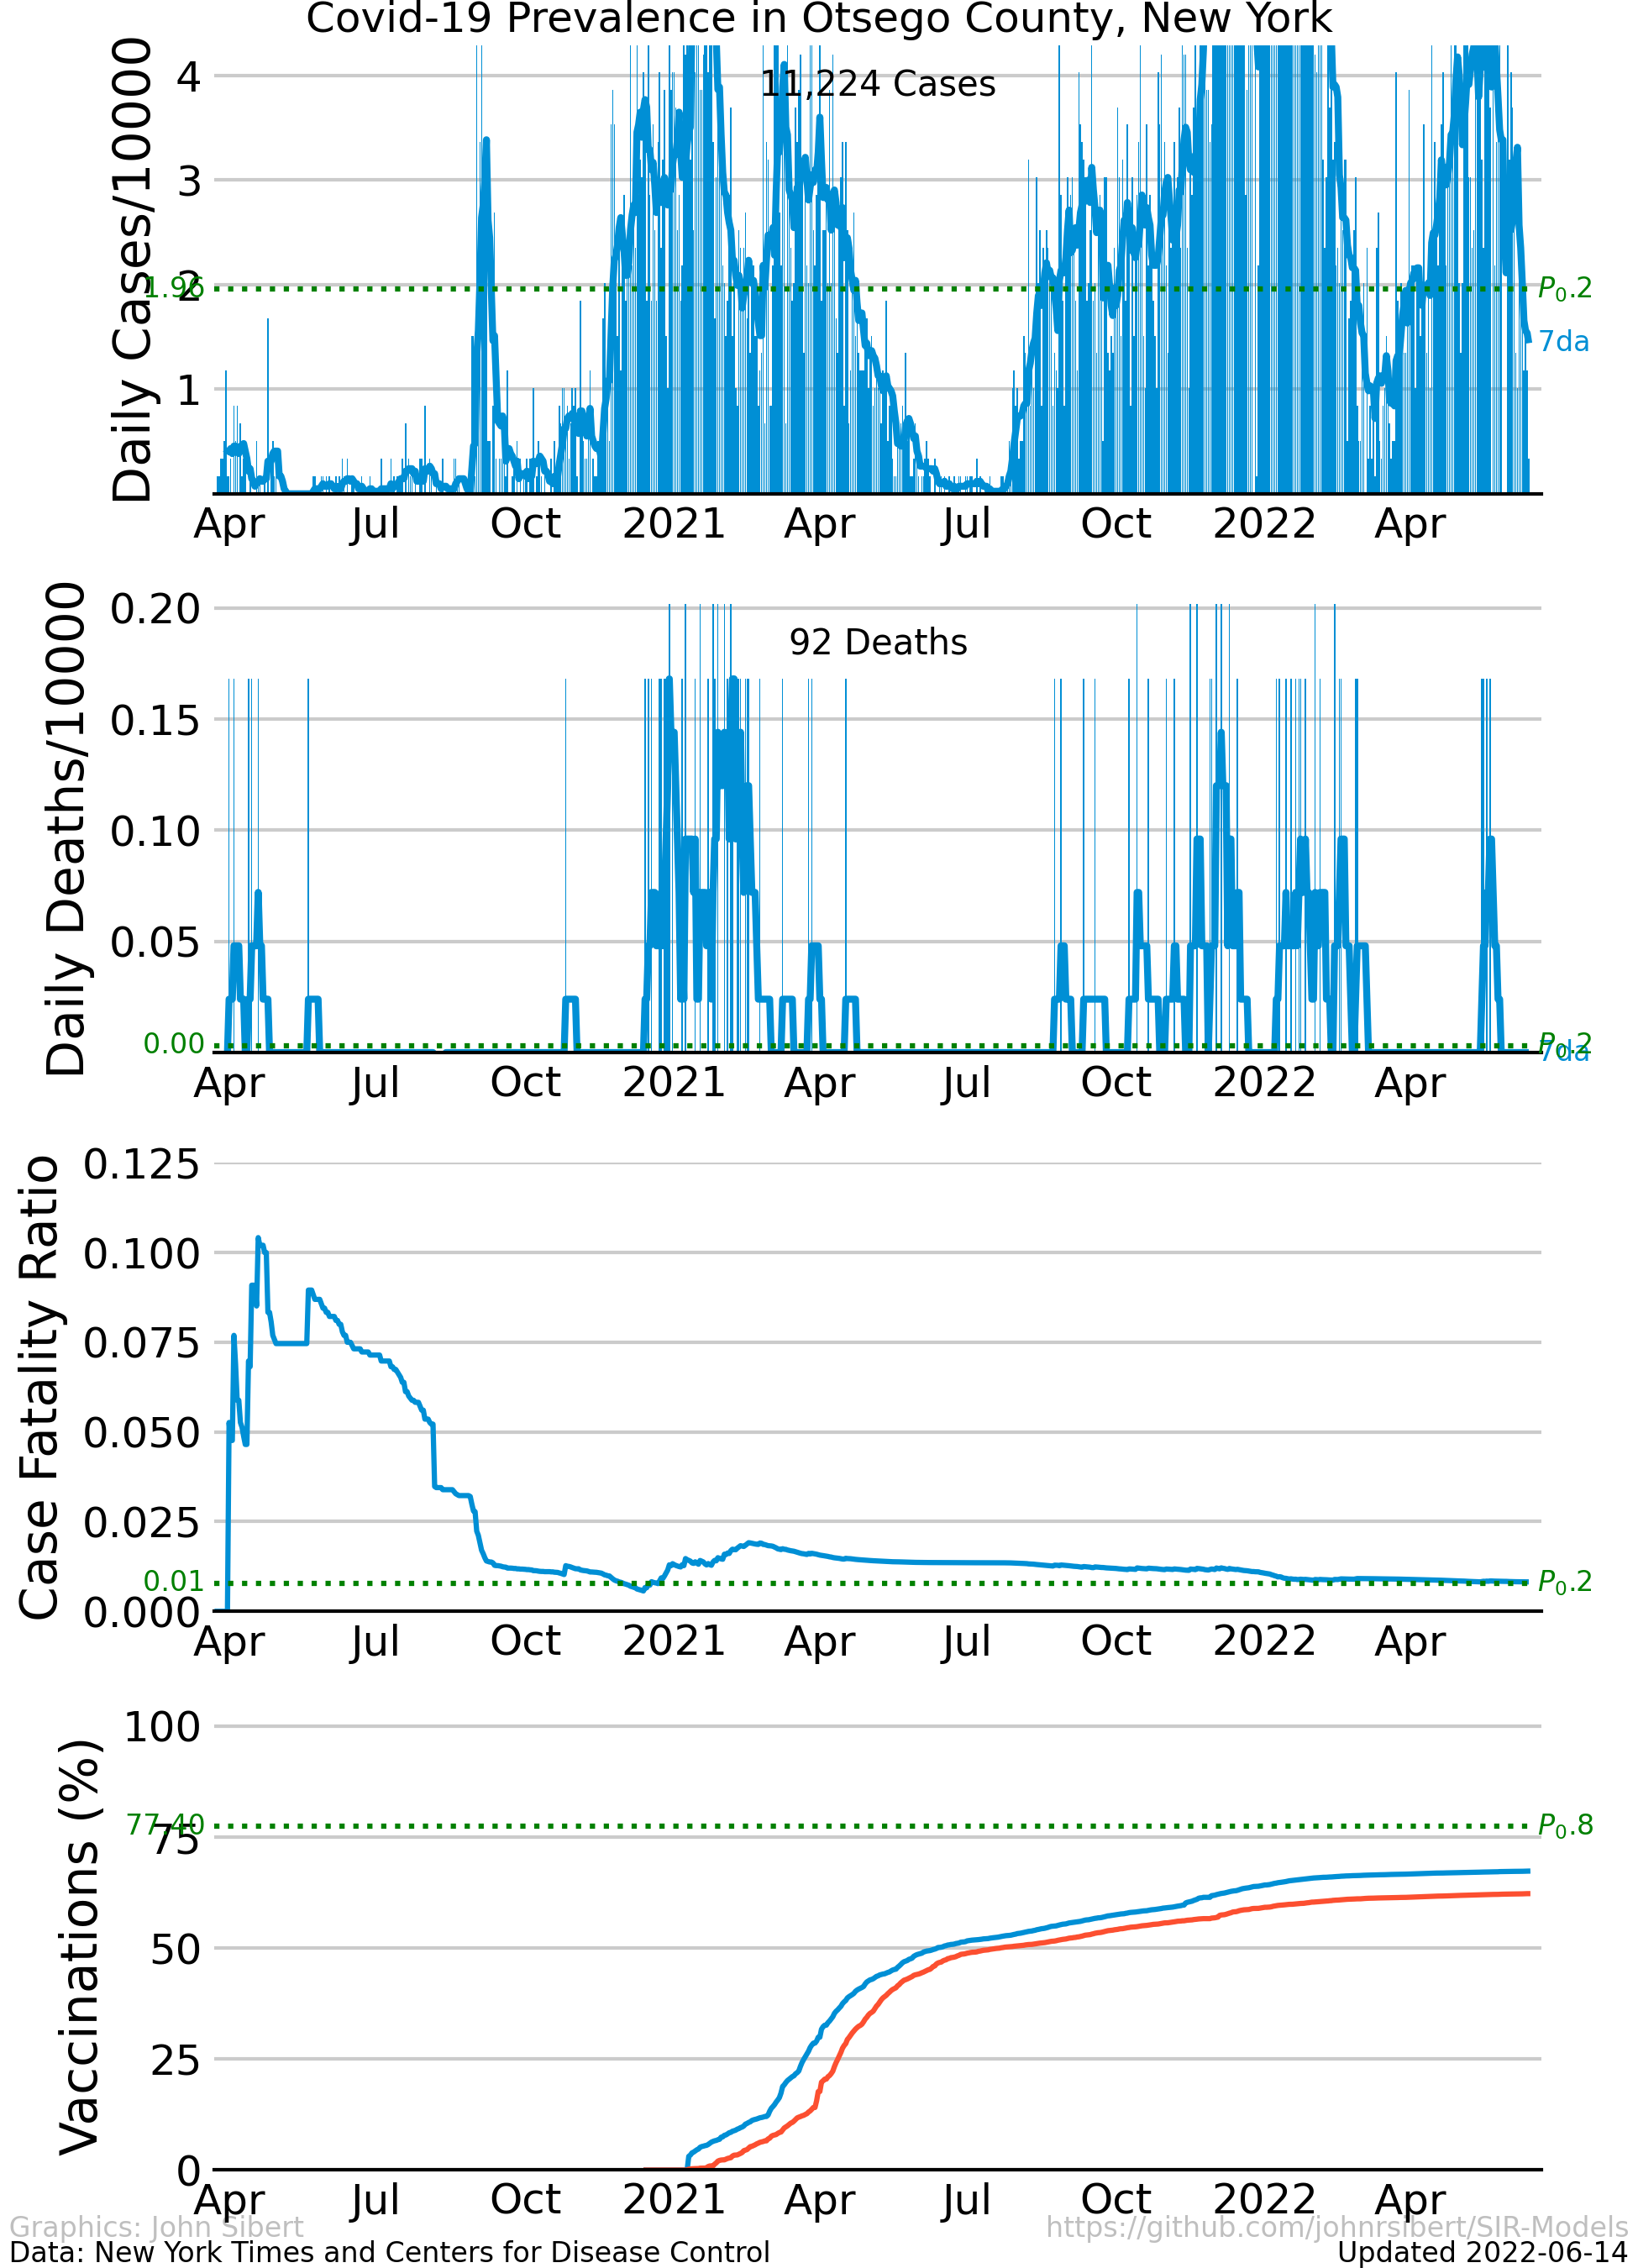 Covid-19 Prevalence in Otsego County, New York
Daily Cases/10000
4
11,224 Cases
3
2
1.96
P0.2
7da
1
Apr Jul Oct 2021 Apr Jul Oct 2022 Apr
Daily Deaths/10000
0.20
92 Deaths
0.15
0.10
0.05
0.00
P0.2
7da
Apr Jul Oct 2021 Apr Jul Oct 2022 Apr
Case Fatality Ratio
0.125
0.100
0.075
0.050
0.025
0.01
P0.2
0.000
Apr Jul Oct 2021 Apr Jul Oct 2022 Apr
Vaccinations (%)
100
77.40
P0.8
75
50
25
0
Apr Jul Oct 2021 Apr Jul Oct 2022 Apr
Graphics: John Sibert https://github.com/johnrsibert/SIR-Models
Data: New York Times and Centers for Disease Control Updated 2022-06-14